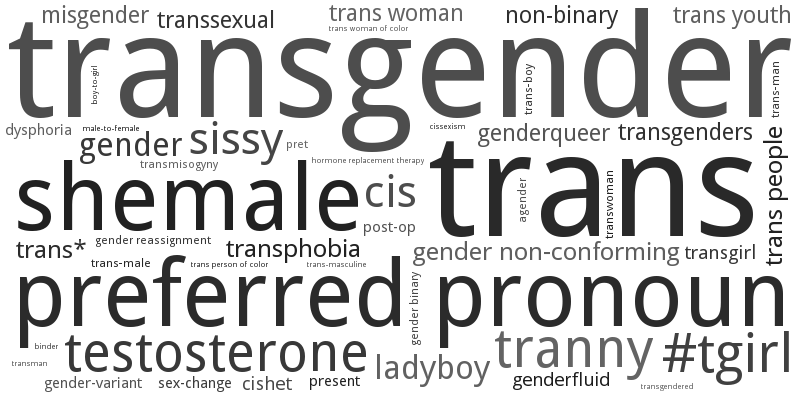 misgender
transsexual
trans woman
trans woman of color
non-binary
trans youth
transgender
boy-to-girl
trans-boy
trans-man
dysphoria
male-to-female
gender
sissy
pret
cissexism
genderqueer
transgenders
transmisogyny
hormone replacement therapy
trans
shemale
cis
post-op
agender
transwoman
trans people
trans*
gender reassignment
transphobia
gender non-conforming
transgirl
trans-male
trans person of color
trans-masculine
preferred pronoun
gender binary
binder
testosterone
tranny
#tgirl
transman
ladyboy
gender-variant
sex-change
cishet
present
genderfluid
transgendered